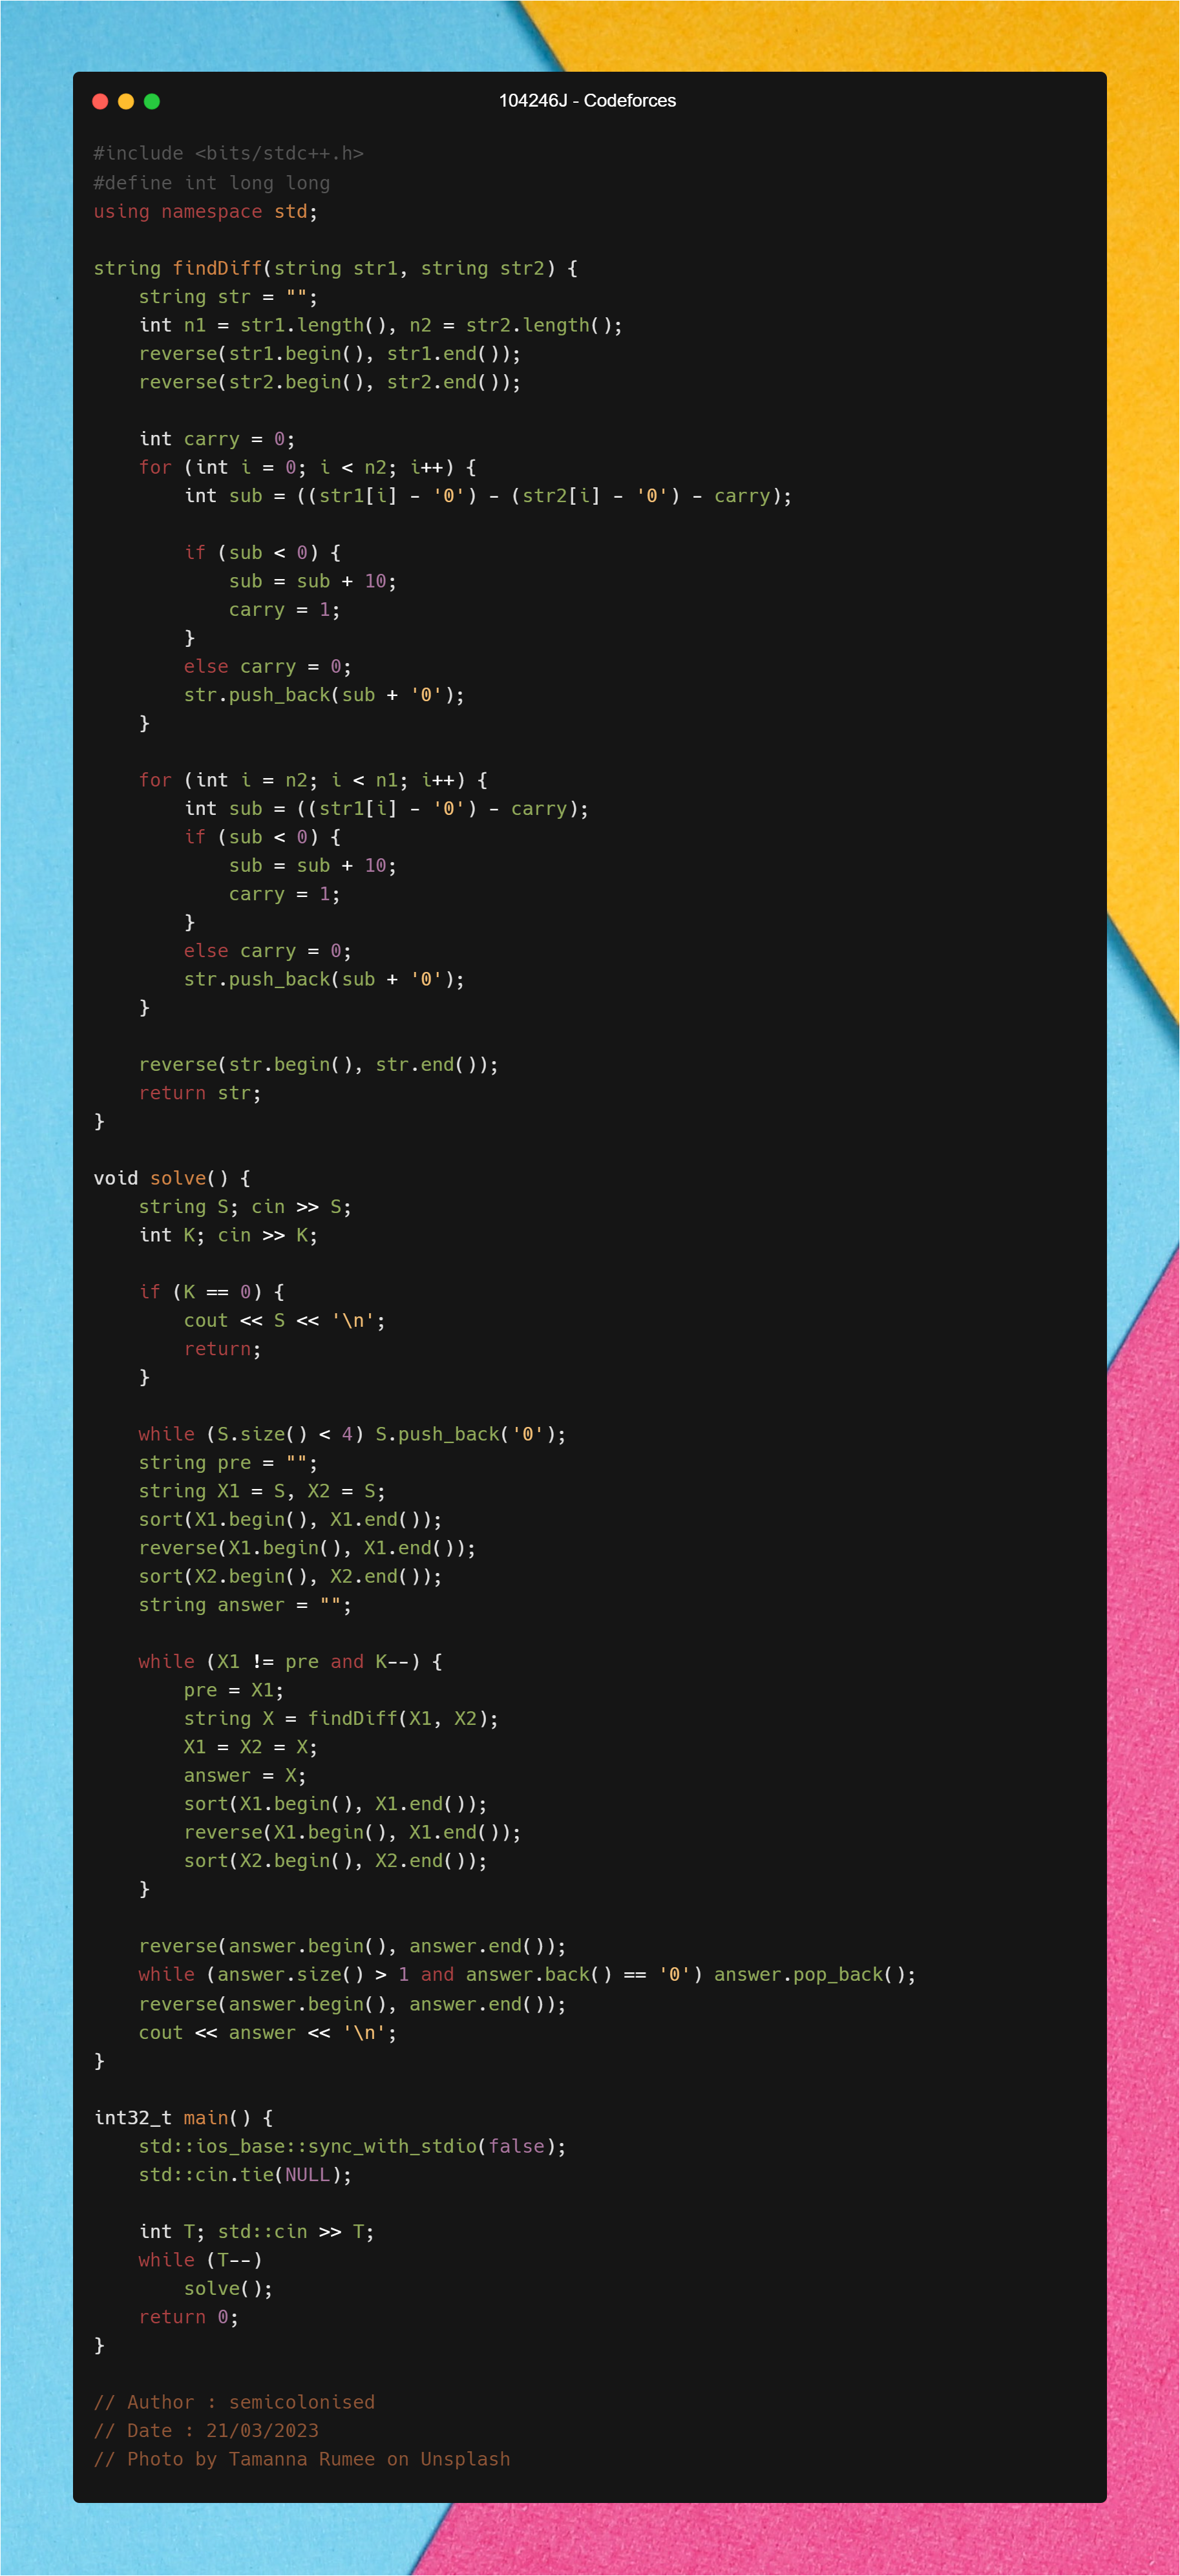 104246J - Codeforces
#include <bits/stdc++.h>
#define int long long
using namespace std;

string findDiff(string str1, string str2) {
    string str = "";
    int n1 = str1.length(), n2 = str2.length();
    reverse(str1.begin(), str1.end());
    reverse(str2.begin(), str2.end());

    int carry = 0;
    for (int i = 0; i < n2; i++) {
        int sub = ((str1[i] - '0') - (str2[i] - '0') - carry);

        if (sub < 0) {
            sub = sub + 10;
            carry = 1;
        }
        else carry = 0;
        str.push_back(sub + '0');
    }

    for (int i = n2; i < n1; i++) {
        int sub = ((str1[i] - '0') - carry);
        if (sub < 0) {
            sub = sub + 10;
            carry = 1;
        }
        else carry = 0;
        str.push_back(sub + '0');
    }

    reverse(str.begin(), str.end());
    return str;
}

void solve() {
    string S; cin >> S;
    int K; cin >> K;

    if (K == 0) {
        cout << S << '\n';
        return;
    }

    while (S.size() < 4) S.push_back('0');
    string pre = "";
    string X1 = S, X2 = S;
    sort(X1.begin(), X1.end());
    reverse(X1.begin(), X1.end());
    sort(X2.begin(), X2.end());
    string answer = "";

    while (X1 != pre and K--) {
        pre = X1;
        string X = findDiff(X1, X2);
        X1 = X2 = X;
        answer = X;
        sort(X1.begin(), X1.end());
        reverse(X1.begin(), X1.end());
        sort(X2.begin(), X2.end());
    }

    reverse(answer.begin(), answer.end());
    while (answer.size() > 1 and answer.back() == '0') answer.pop_back();
    reverse(answer.begin(), answer.end());
    cout << answer << '\n';
}

int32_t main() {
    std::ios_base::sync_with_stdio(false);
    std::cin.tie(NULL);

    int T; std::cin >> T;
    while (T--)
        solve();
    return 0;
}

// Author : semicolonised
// Date : 21/03/2023
// Photo by Tamanna Rumee on Unsplash